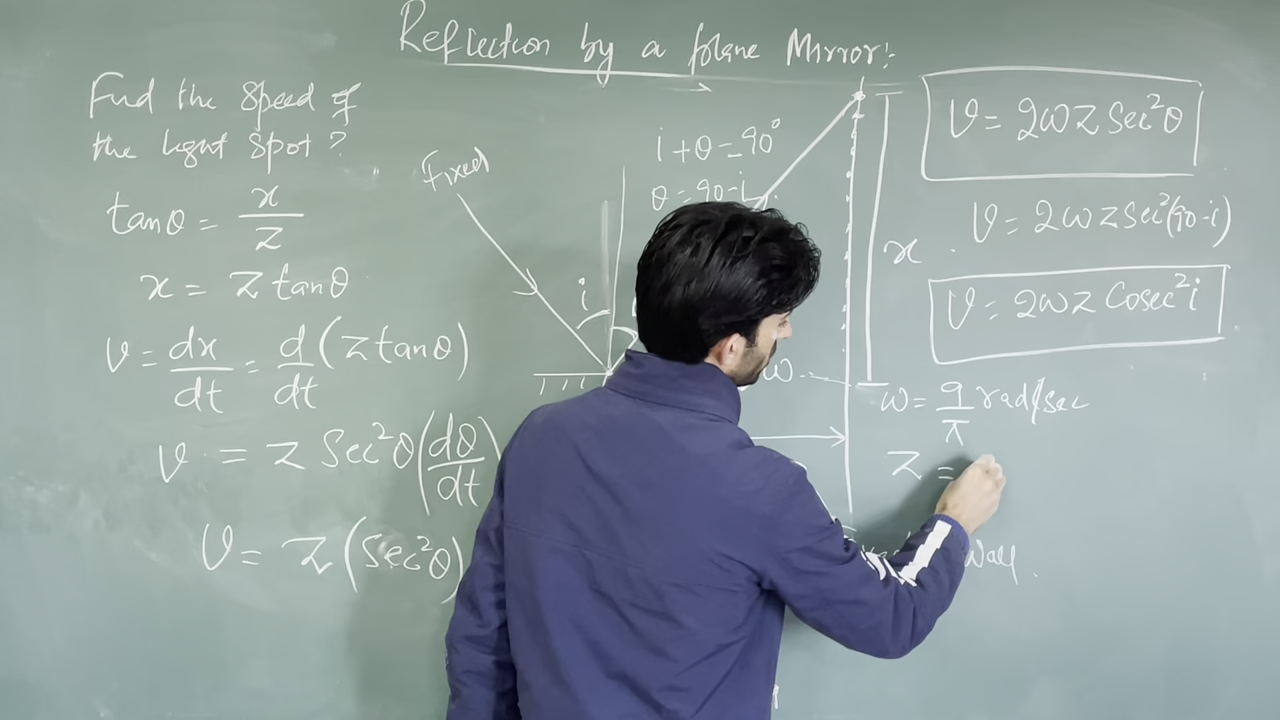 Reflection by a plane Mirror:
Find the Speed of
the light Spot?
tanθ = x/z
x = z tanθ
v = dx/dt = d/dt (z tanθ)
v = z Sec²θ (dθ/dt)
v = z (Sec²θ)
Fixed
i
i + θ = 90°
θ = 90-i
x
ω
v = 2ωz Sec²θ
v = 2ωz Sec²(90-i)
v = 2ωz Cosec²i
ω = 9/π rad/sec
z =
Wall